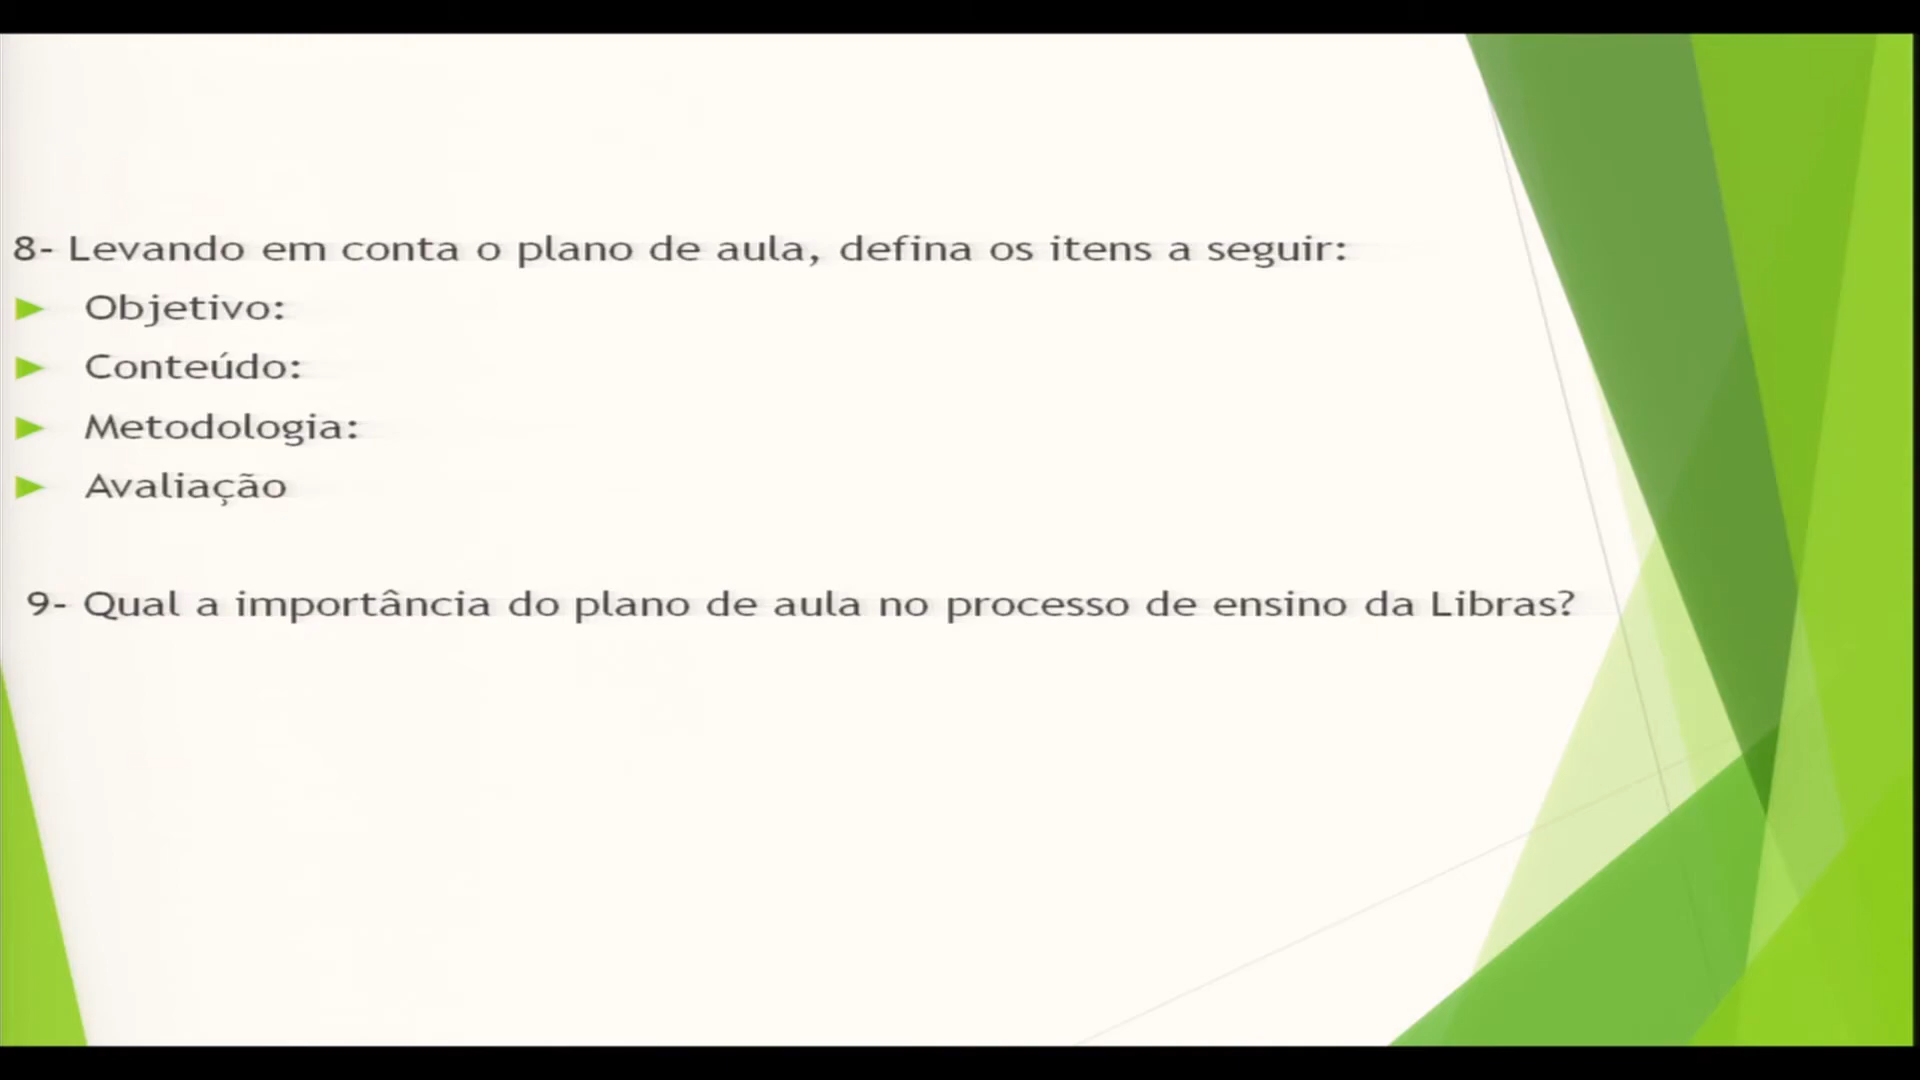 8- Levando em conta o plano de aula, defina os itens a seguir:
Objetivo:
Conteúdo:
Metodologia:
Avaliação
9- Qual a importância do plano de aula no processo de ensino da Libras?